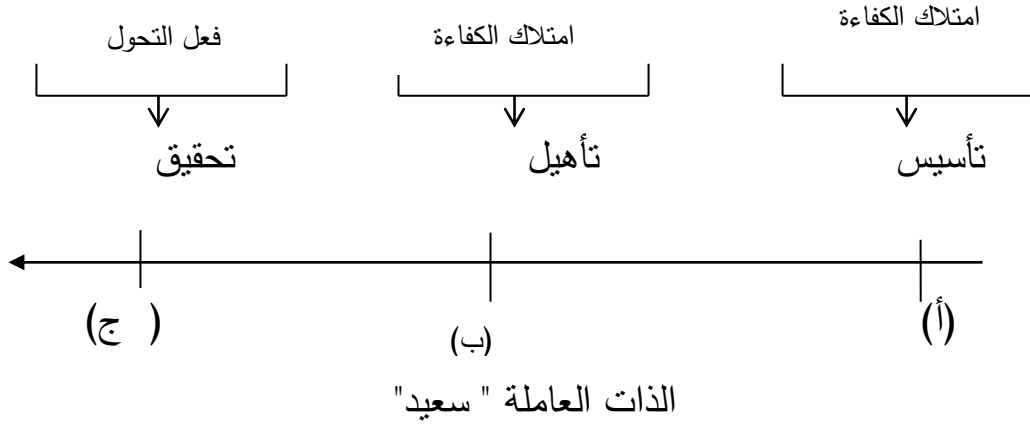 امتلاك الكفاءة
امتلاك الكفاءة
فعل التحول
تأسيس
تأهيل
تحقيق
(أ)
(ب)
( ج)
الذات العاملة " سعيد"